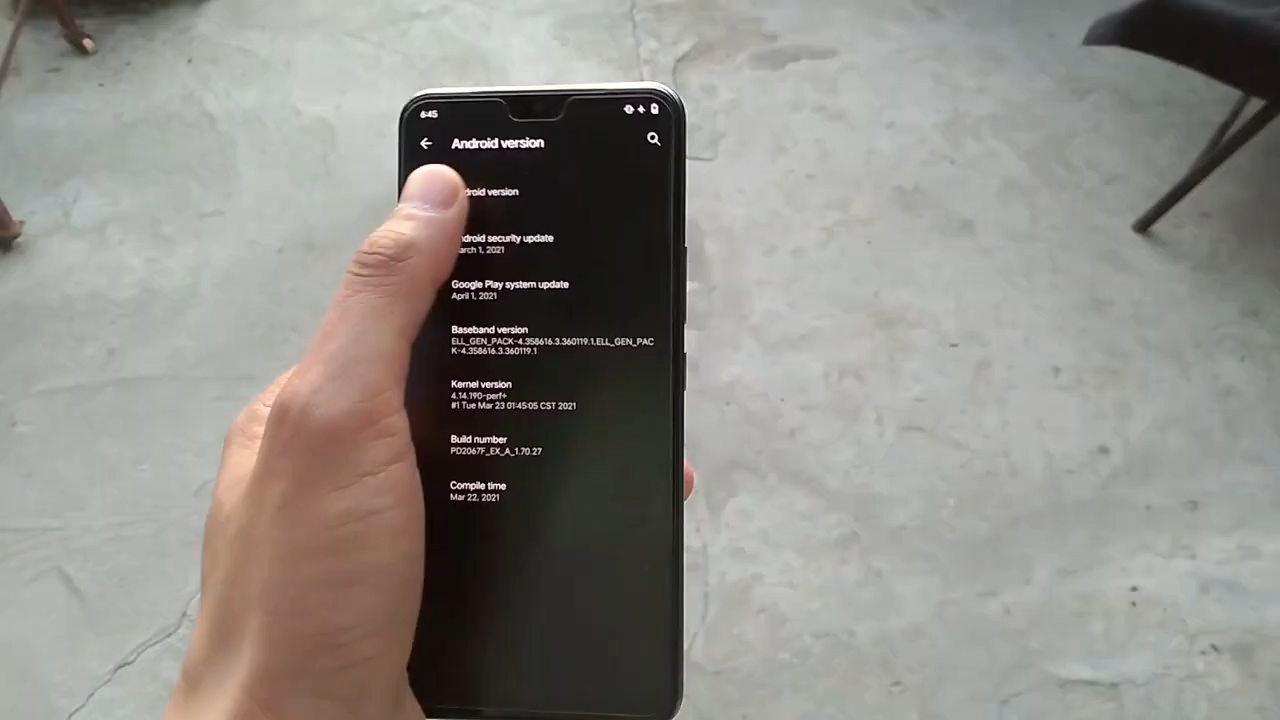 6:45
Android version
droid version
droid security update
arch 1, 2021
Google Play system update
April 1, 2021
Baseband version
ELL_GEN_PACK-4.358616.3.360119.1,ELL_GEN_PAC
K-4.358616.3.360119.1
Kernel version
4.14.190-perf+
#1 Tue Mar 23 01:45:05 CST 2021
Build number
PD2067F_EX_A_1.70.27
Compile time
Mar 22, 2021